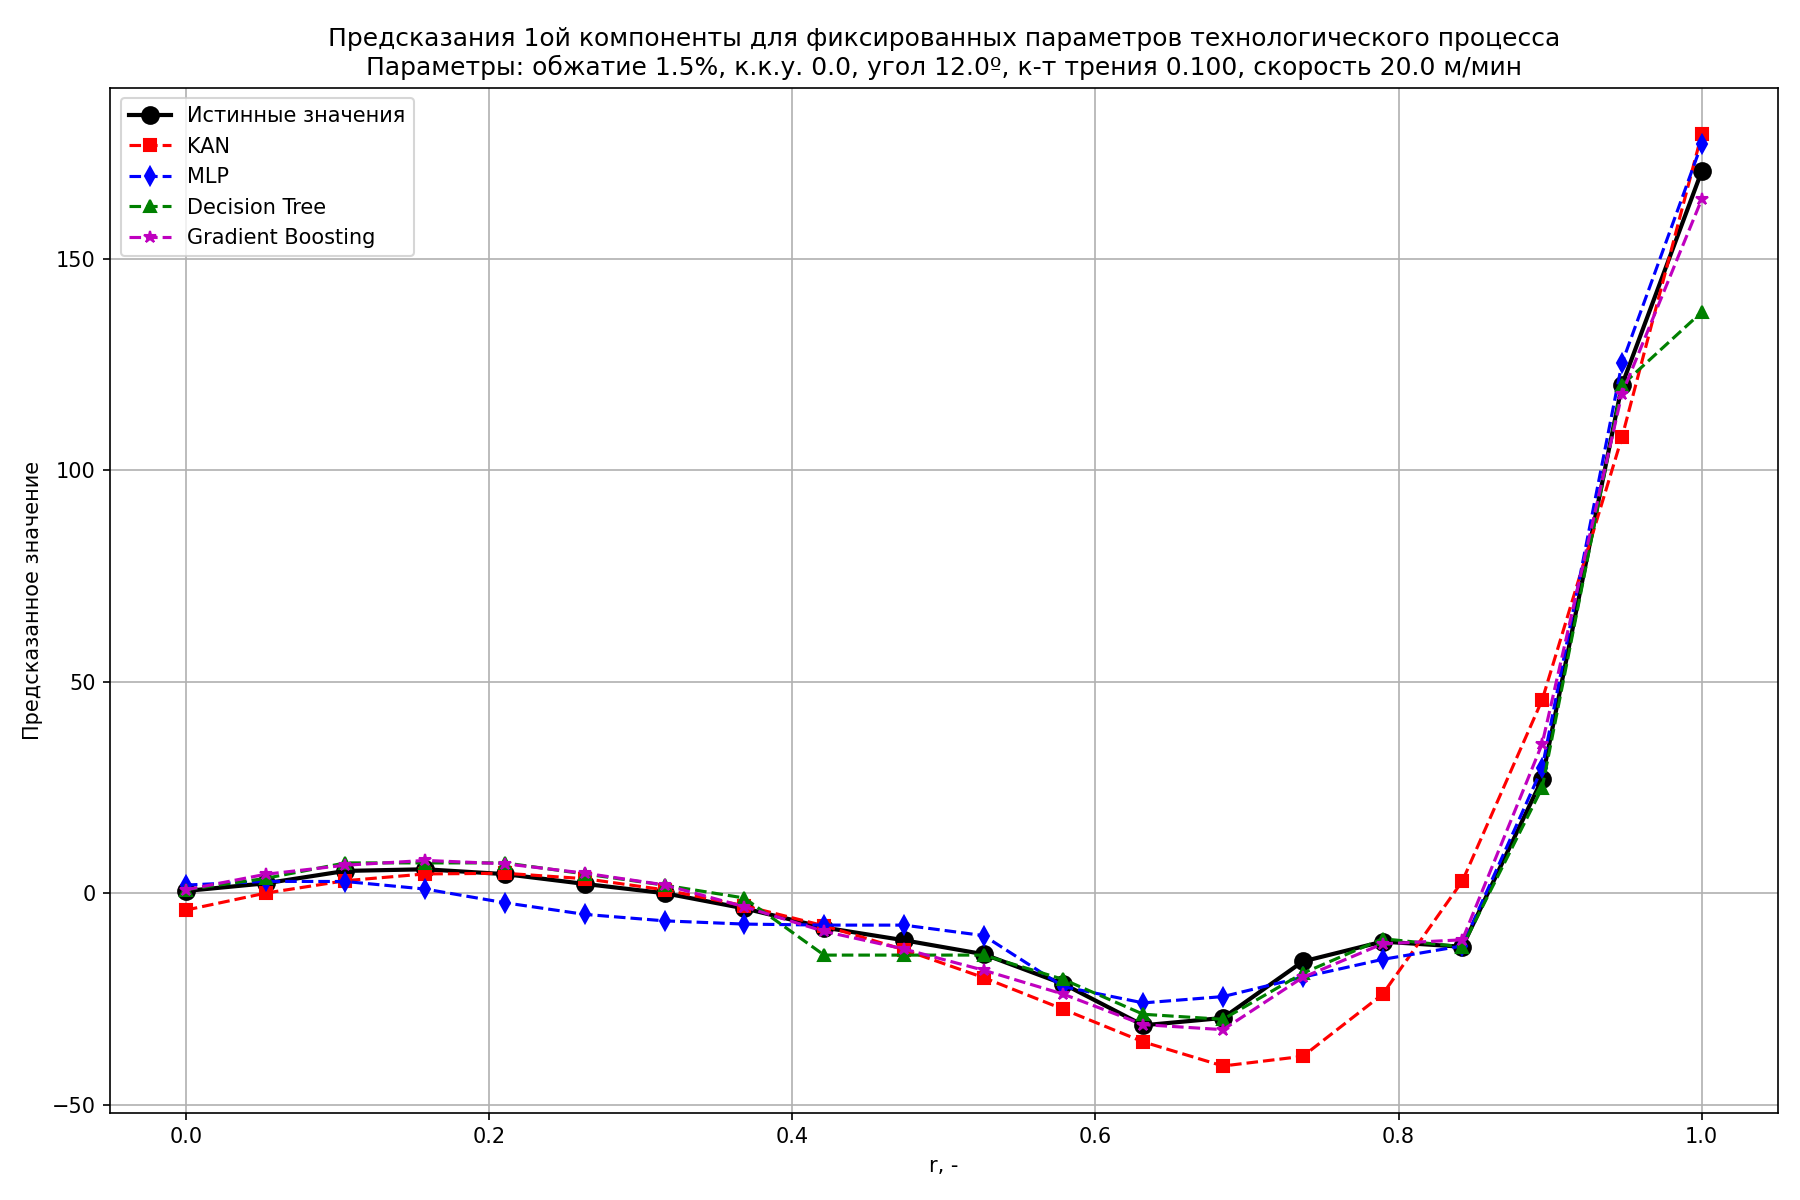 Предсказания 1ой компоненты для фиксированных параметров технологического процесса
Параметры: обжатие 1.5%, к.к.у. 0.0, угол 12.0º, к-т трения 0.100, скорость 20.0 м/мин
Истинные значения
KAN
MLP
Decision Tree
Gradient Boosting
Предсказанное значение
150
100
50
0
−50
0.0
0.2
0.4
0.6
0.8
1.0
r, -